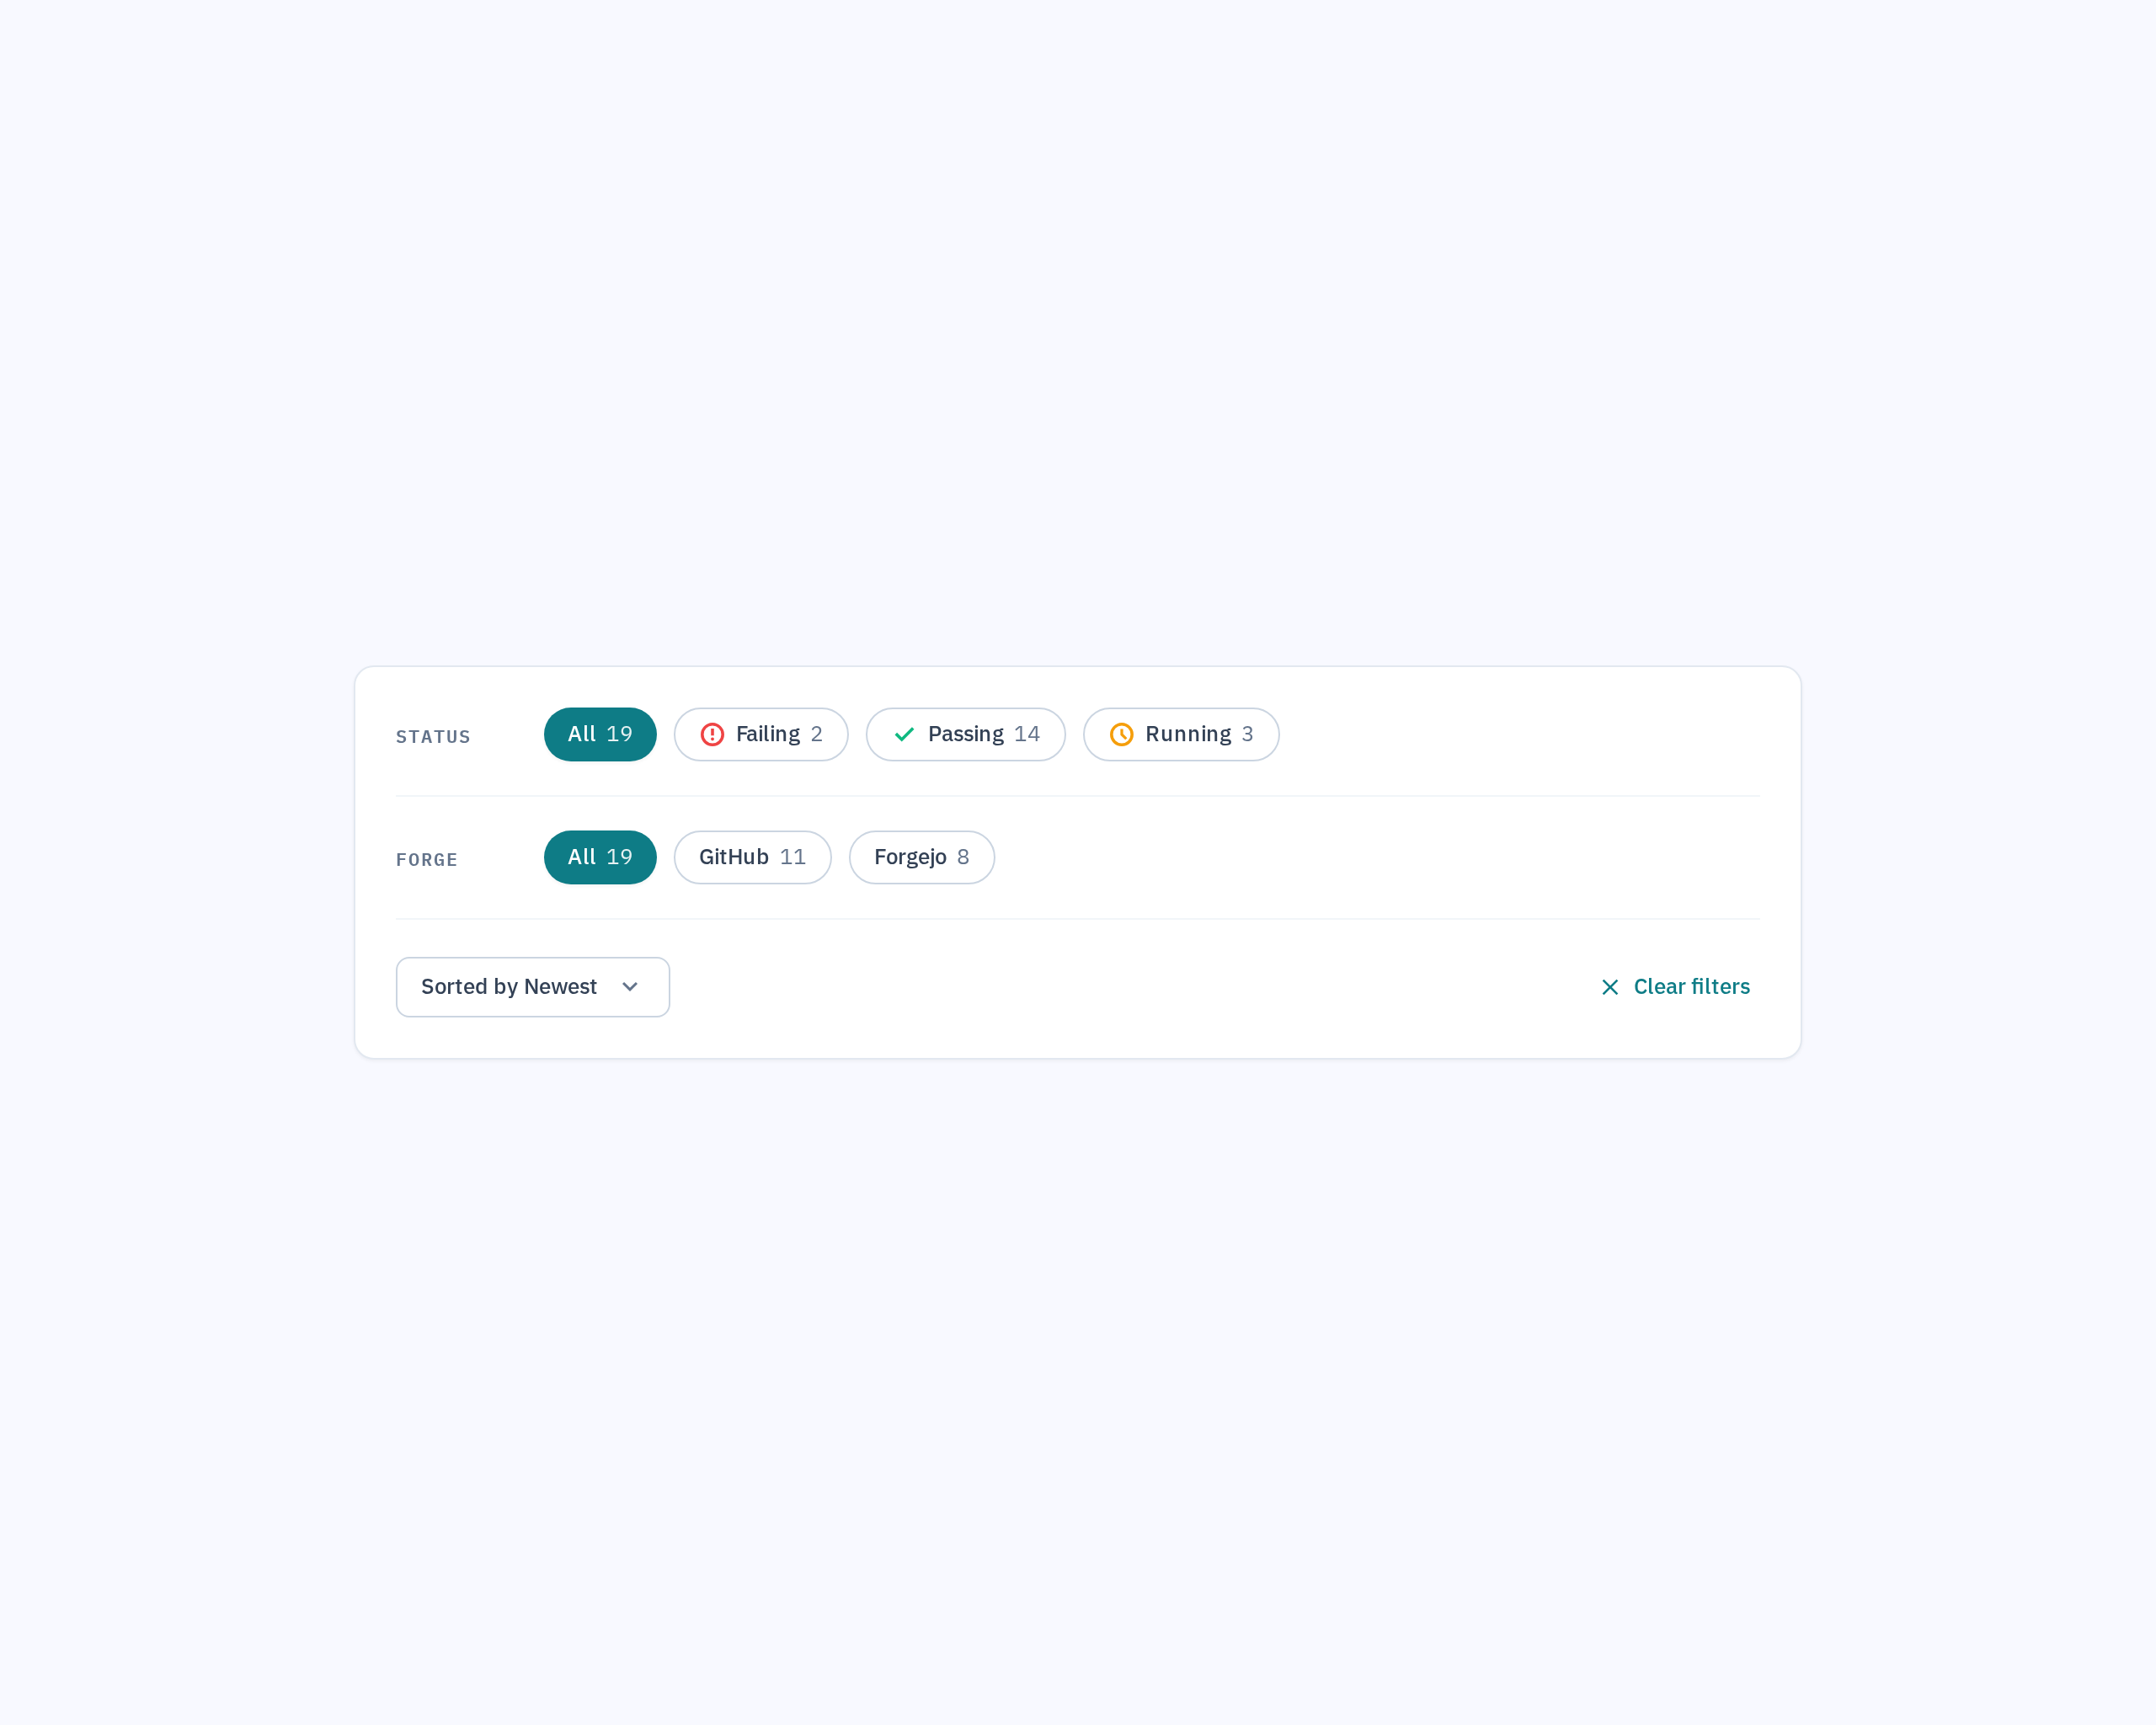 STATUS All 19 Failing 2 Passing 14 Running 3
FORGE All 19 GitHub 11 Forgejo 8
Sorted by Newest Clear filters